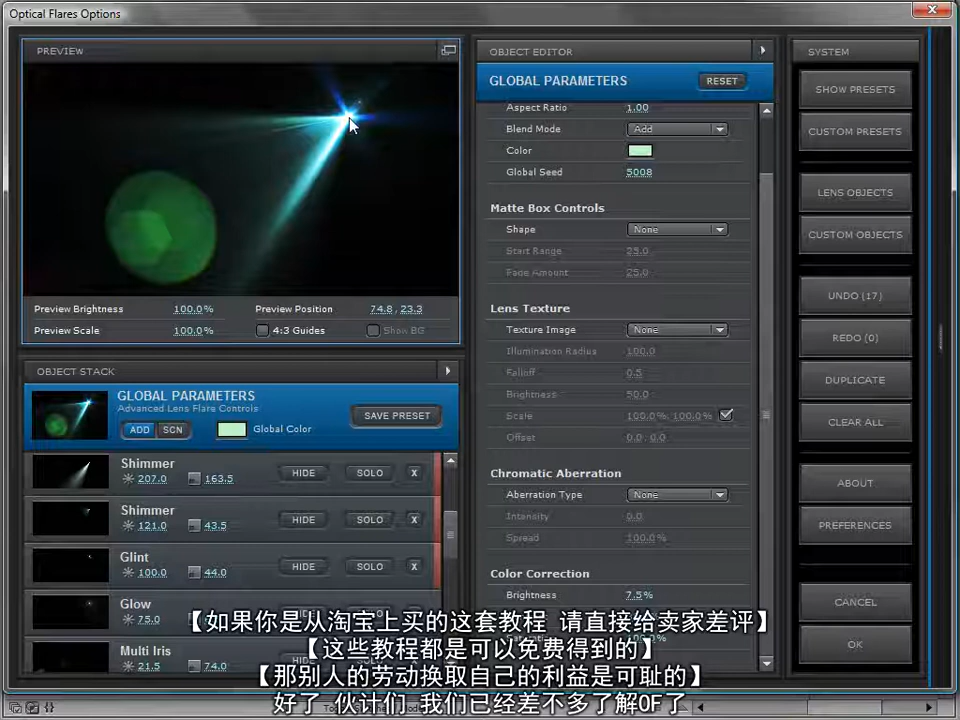 Optical Flares Options
PREVIEW
Preview Brightness 100.0% Preview Position 74.8 , 23.3
Preview Scale 100.0% 4:3 Guides Show BG
OBJECT STACK
GLOBAL PARAMETERS
Advanced Lens Flare Controls
ADD SCN Global Color
SAVE PRESET
Shimmer
207.0 163.5 HIDE SOLO X
Shimmer
121.0 43.5 HIDE SOLO X
Glint
100.0 44.0 HIDE SOLO X
Glow
75.0 HIDE SOLO X
Multi Iris
21.5 74.0
OBJECT EDITOR
GLOBAL PARAMETERS RESET
Aspect Ratio 1.00
Blend Mode Add
Color
Global Seed 5008
Matte Box Controls
Shape None
Start Range 25.0
Fade Amount 25.0
Lens Texture
Texture Image None
Illumination Radius 100.0
Falloff 0.5
Brightness 50.0
Scale 100.0%, 100.0%
Offset 0.0, 0.0
Chromatic Aberration
Aberration Type None
Intensity 0.0
Spread 100.0%
Color Correction
Brightness 7.5%
SYSTEM
SHOW PRESETS
CUSTOM PRESETS
LENS OBJECTS
CUSTOM OBJECTS
UNDO (17)
REDO (0)
DUPLICATE
CLEAR ALL
ABOUT
PREFERENCES
CANCEL
OK
【如果你是从淘宝上买的这套教程 请直接给卖家差评】
【这些教程都是可以免费得到的】
【那别人的劳动换取自己的利益是可耻的】
好了 伙计们 我们已经差不多了解OF了